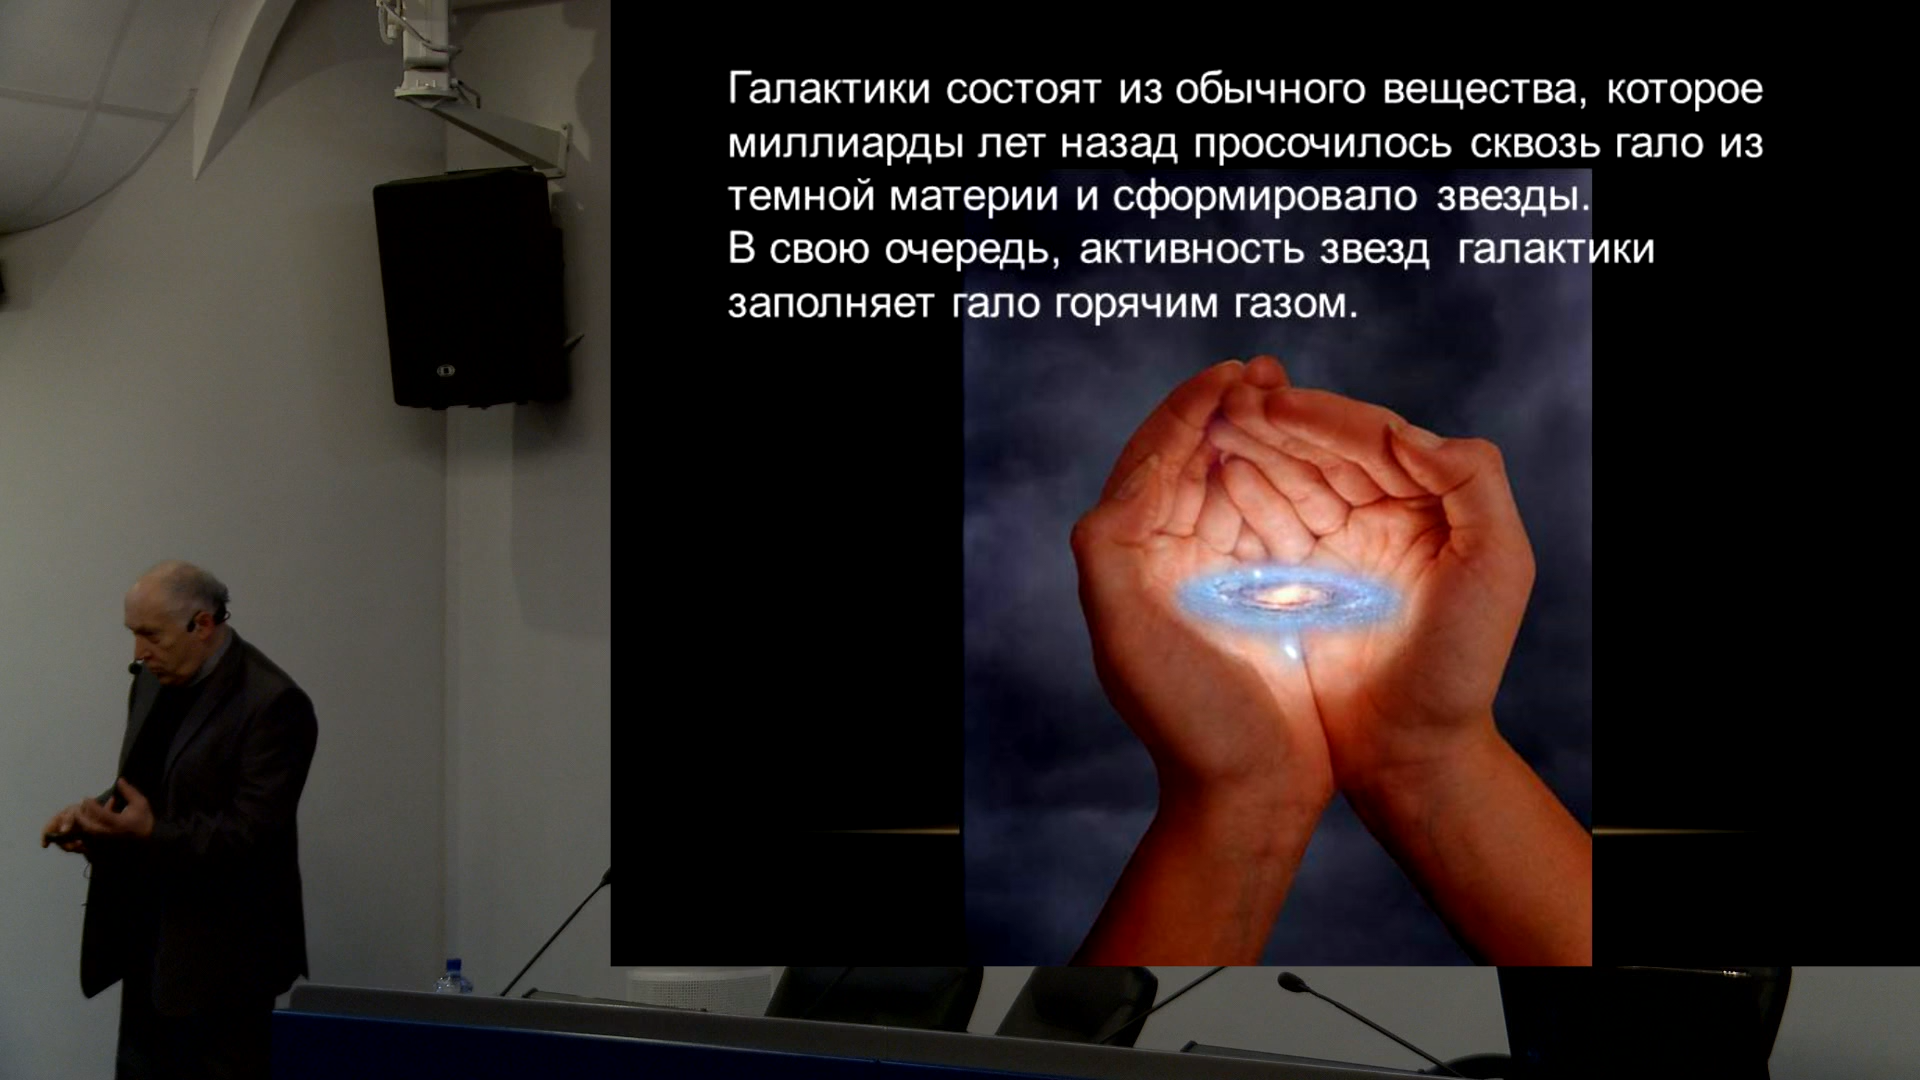 Галактики состоят из обычного вещества, которое
миллиарды лет назад просочилось сквозь гало из
темной материи и сформировало звезды.
В свою очередь, активность звезд галактики
заполняет гало горячим газом.